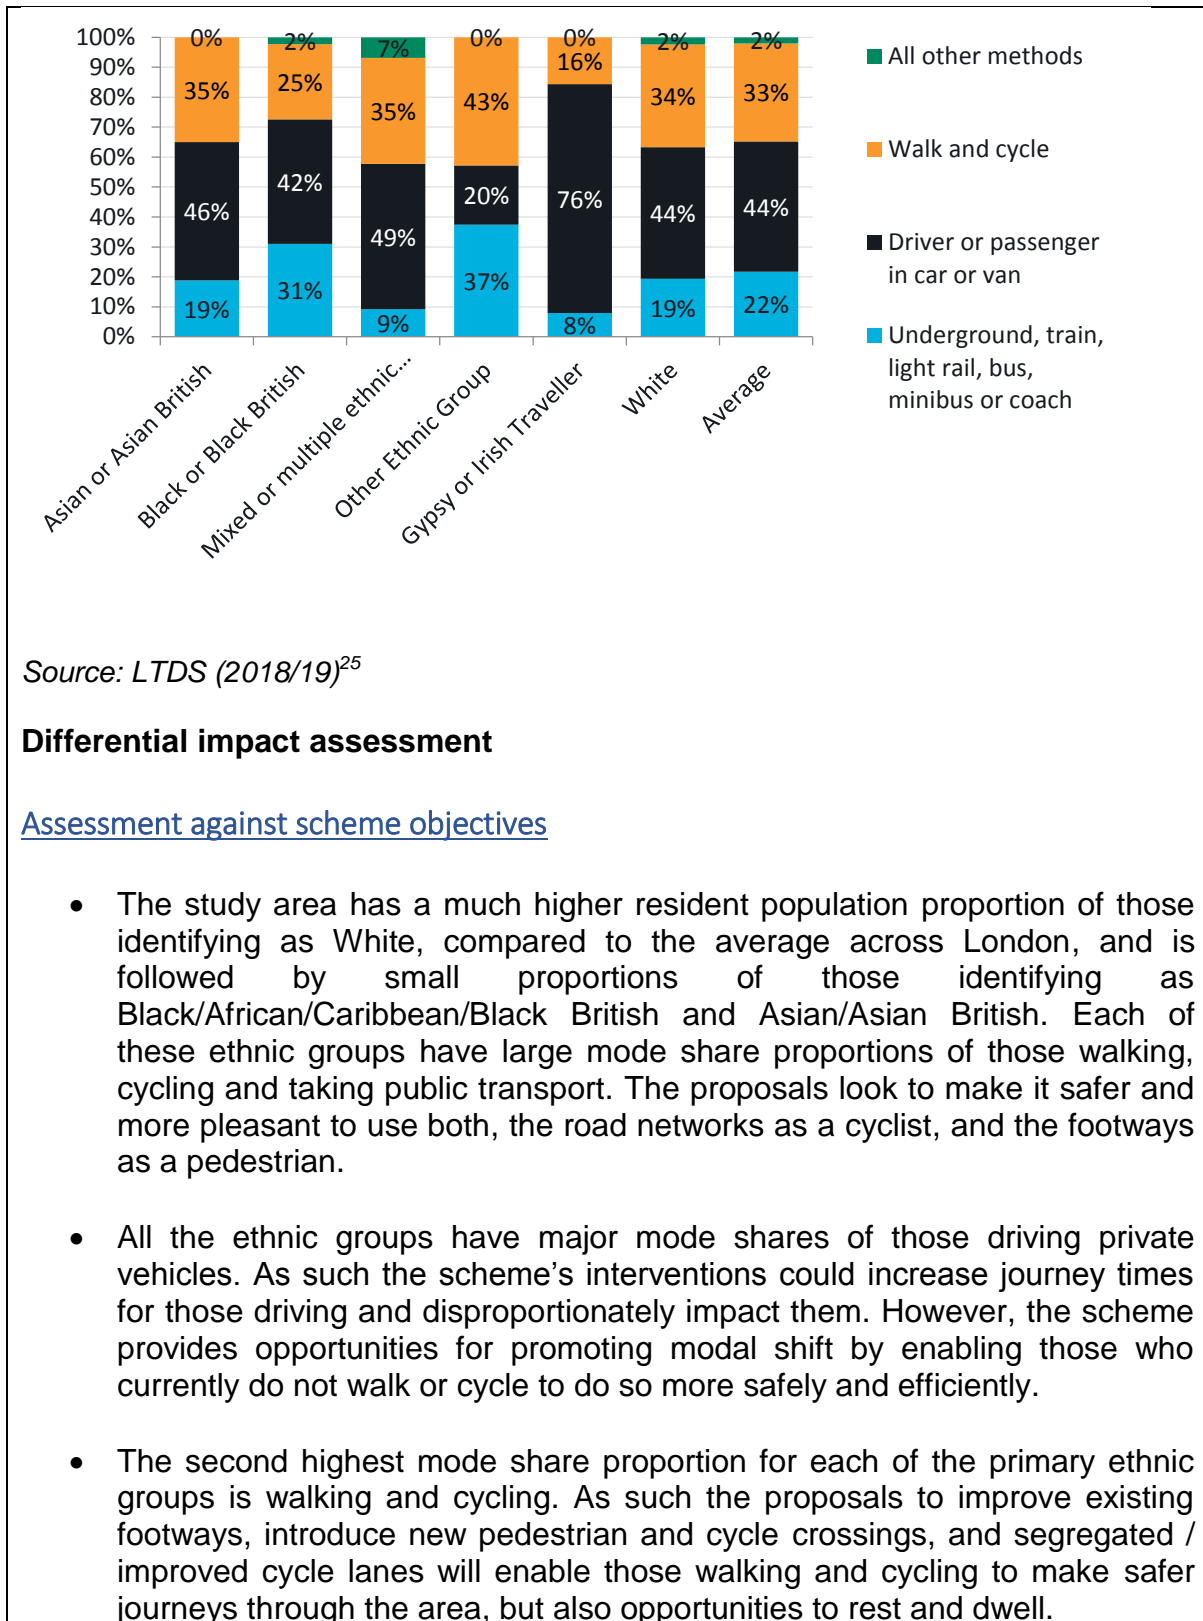 100%
90%
80%
70%
60%
50%
40%
30%
20%
10%
0%
0% 2% 7% 0% 0% 2% 2%
35% 25% 35% 43% 16% 34% 33%
46% 42% 49% 20% 76% 44% 44%
19% 31% 9% 37% 8% 19% 22%
Asian or Asian British
Black or Black British
Mixed or multiple ethnic...
Other Ethnic Group
Gypsy or Irish Traveller
White
Average
All other methods
Walk and cycle
Driver or passenger
in car or van
Underground, train,
light rail, bus,
minibus or coach
Source: LTDS (2018/19)25
Differential impact assessment
Assessment against scheme objectives
• The study area has a much higher resident population proportion of those
identifying as White, compared to the average across London, and is
followed by small proportions of those identifying as
Black/African/Caribbean/Black British and Asian/Asian British. Each of
these ethnic groups have large mode share proportions of those walking,
cycling and taking public transport. The proposals look to make it safer and
more pleasant to use both, the road networks as a cyclist, and the footways
as a pedestrian.
• All the ethnic groups have major mode shares of those driving private
vehicles. As such the scheme’s interventions could increase journey times
for those driving and disproportionately impact them. However, the scheme
provides opportunities for promoting modal shift by enabling those who
currently do not walk or cycle to do so more safely and efficiently.
• The second highest mode share proportion for each of the primary ethnic
groups is walking and cycling. As such the proposals to improve existing
footways, introduce new pedestrian and cycle crossings, and segregated /
improved cycle lanes will enable those walking and cycling to make safer
journeys through the area, but also opportunities to rest and dwell.